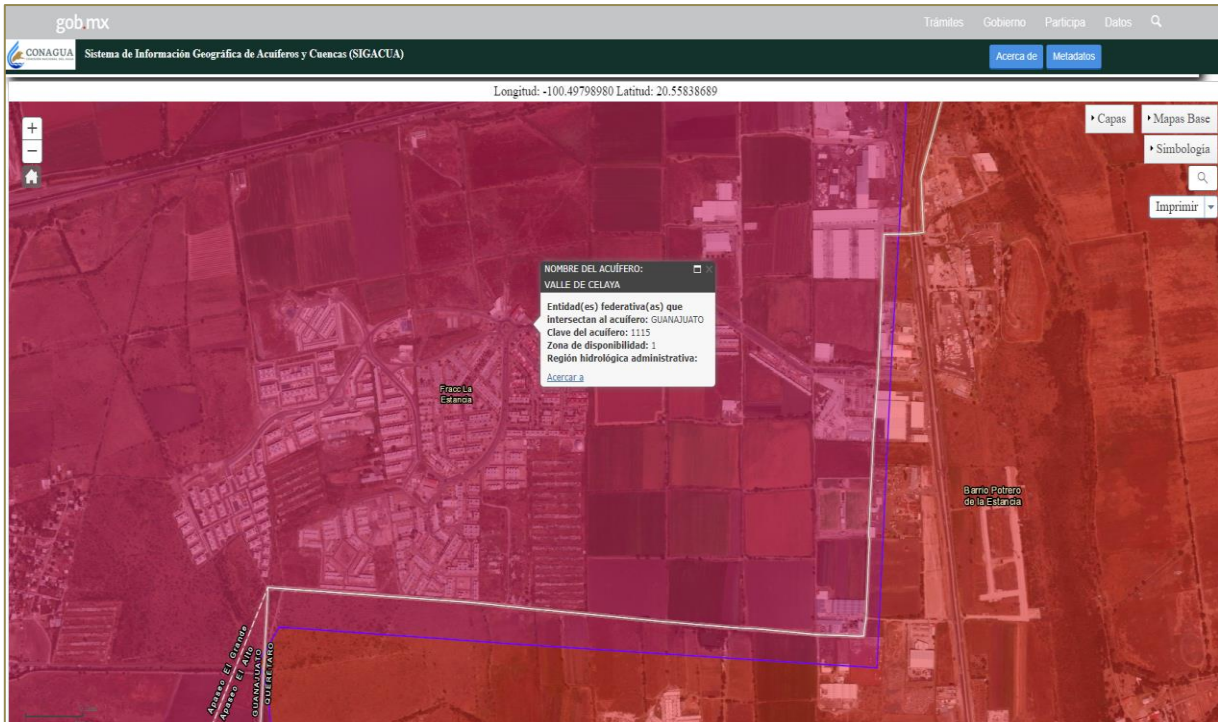 gob.mx
Trámites Gobierno Participa Datos
CONAGUA
Sistema de Información Geográfica de Acuíferos y Cuencas (SIGACUA)
Acerca de Metadatos
Longitud: -100.49798980 Latitud: 20.55838689
+
−
Capas
Mapas Base
Simbología
Imprimir
NOMBRE DEL ACUÍFERO:
VALLE DE CELAYA
Entidad(es) federativa(as) que
intersectan al acuífero: GUANAJUATO
Clave del acuífero: 1115
Zona de disponibilidad: 1
Región hidrológica administrativa:
Acercar a
Fracc La
Estancia
Barrio Potrero
de la Estancia
Apaseo El Grande
Apaseo El Alto
GUANAJUATO
QUERETARO